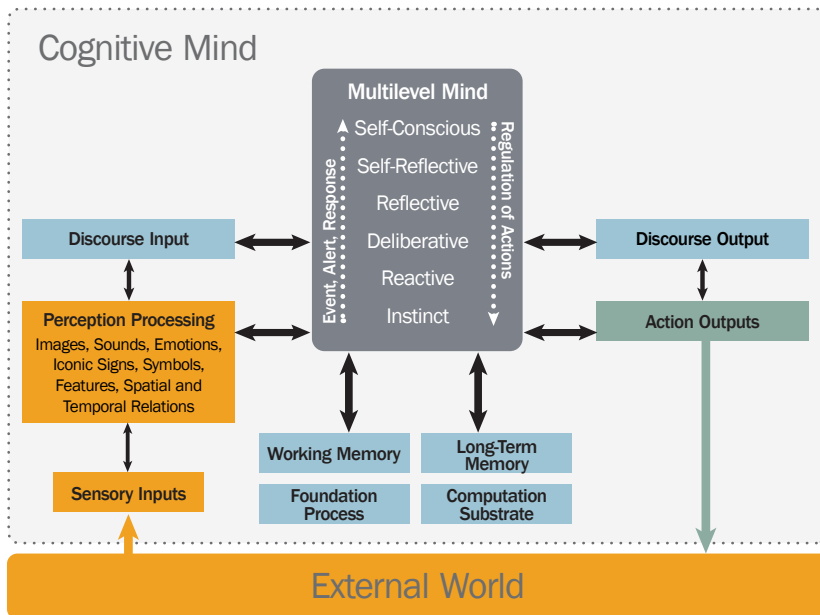 Cognitive Mind
Multilevel Mind
Self-Conscious
Self-Reflective
Reflective
Deliberative
Reactive
Instinct
Event, Alert, Response
Regulation of Actions
Discourse Input
Discourse Output
Perception Processing
Images, Sounds, Emotions,
Iconic Signs, Symbols,
Features, Spatial and
Temporal Relations
Action Outputs
Sensory Inputs
Working Memory
Long-Term
Memory
Foundation
Process
Computation
Substrate
External World